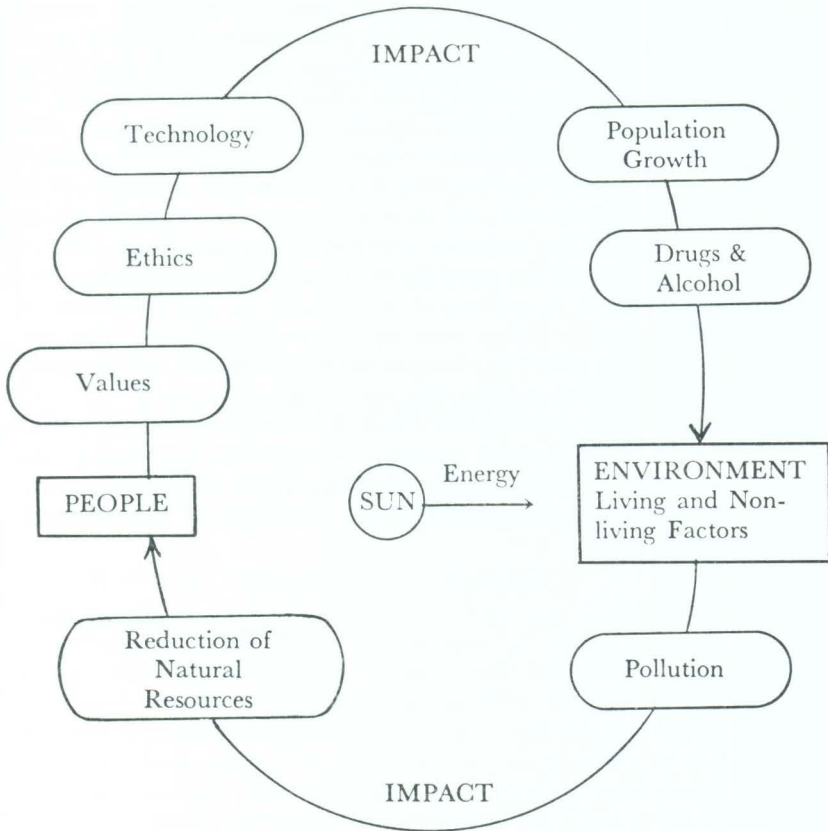 IMPACT
Technology
Population
Growth
Ethics
Drugs &
Alcohol
Values
PEOPLE
SUN
Energy
ENVIRONMENT
Living and Non-
living Factors
Reduction of
Natural
Resources
Pollution
IMPACT